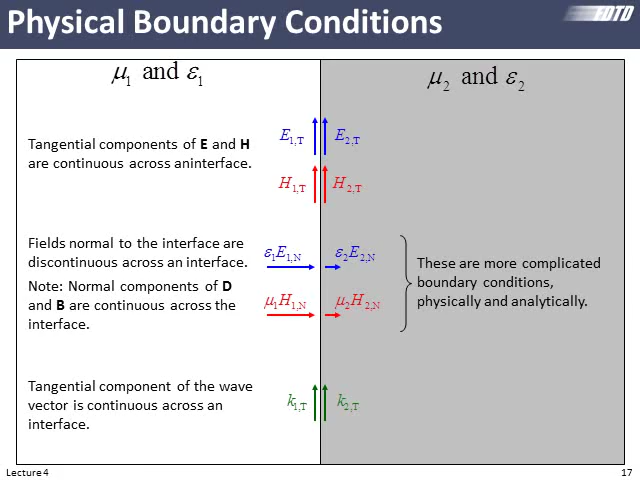 Physical Boundary Conditions
FDTD
μ₁ and ε₁
μ₂ and ε₂
Tangential components of E and H
are continuous across aninterface.
E₁,T
E₂,T
H₁,T
H₂,T
Fields normal to the interface are
discontinuous across an interface.
Note: Normal components of D
and B are continuous across the
interface.
ε₁E₁,N
ε₂E₂,N
μ₁H₁,N
μ₂H₂,N
These are more complicated
boundary conditions,
physically and analytically.
Tangential component of the wave
vector is continuous across an
interface.
k₁,T
k₂,T
Lecture 4
17